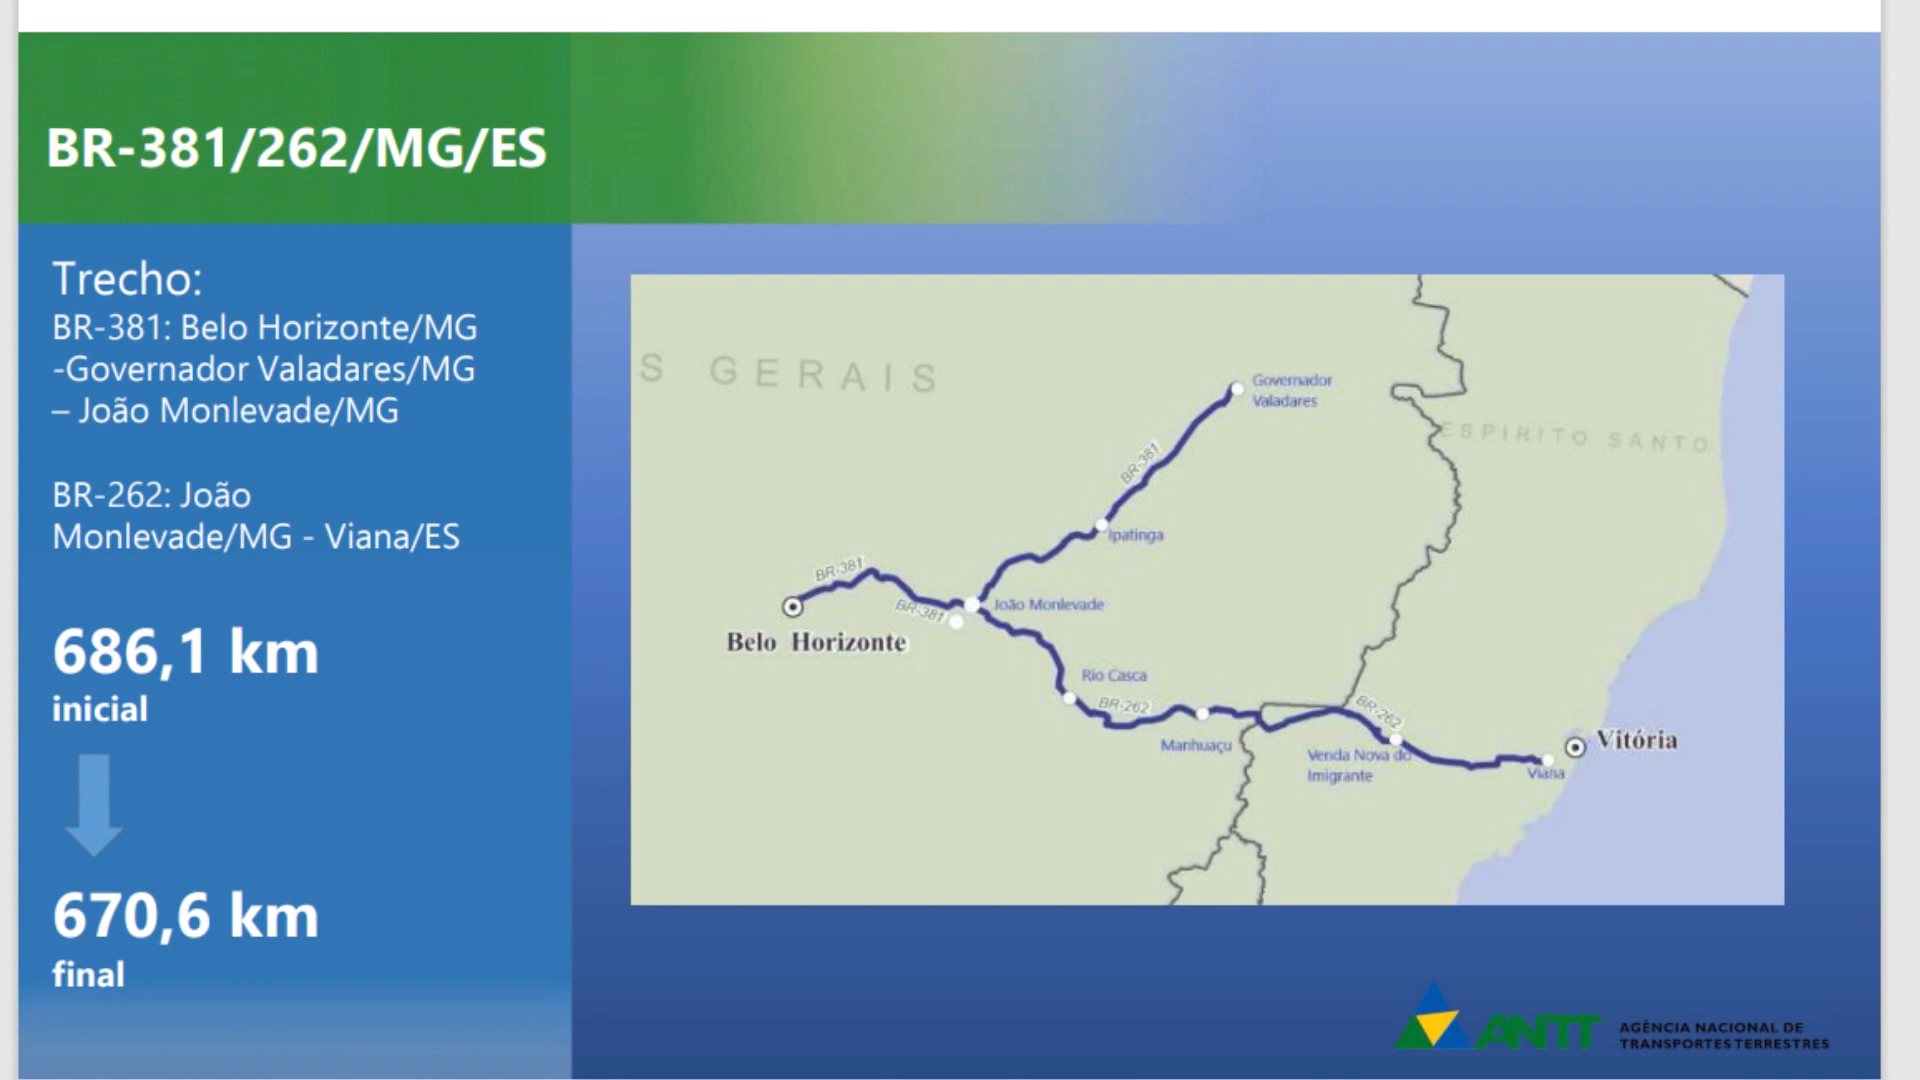 BR-381/262/MG/ES
Trecho:
BR-381: Belo Horizonte/MG
-Governador Valadares/MG
– João Monlevade/MG
BR-262: João
Monlevade/MG - Viana/ES
686,1 km
inicial
670,6 km
final
S GERAIS
ESPIRITO SANTO
Governador
Valadares
BR-381
Ipatinga
BR-381
BR-381
João Monlevade
Belo Horizonte
Rio Casca
BR-262
Manhuaçu
BR-262
Venda Nova do
Imigrante
Viana
Vitória
ANTT
AGÊNCIA NACIONAL DE
TRANSPORTES TERRESTRES